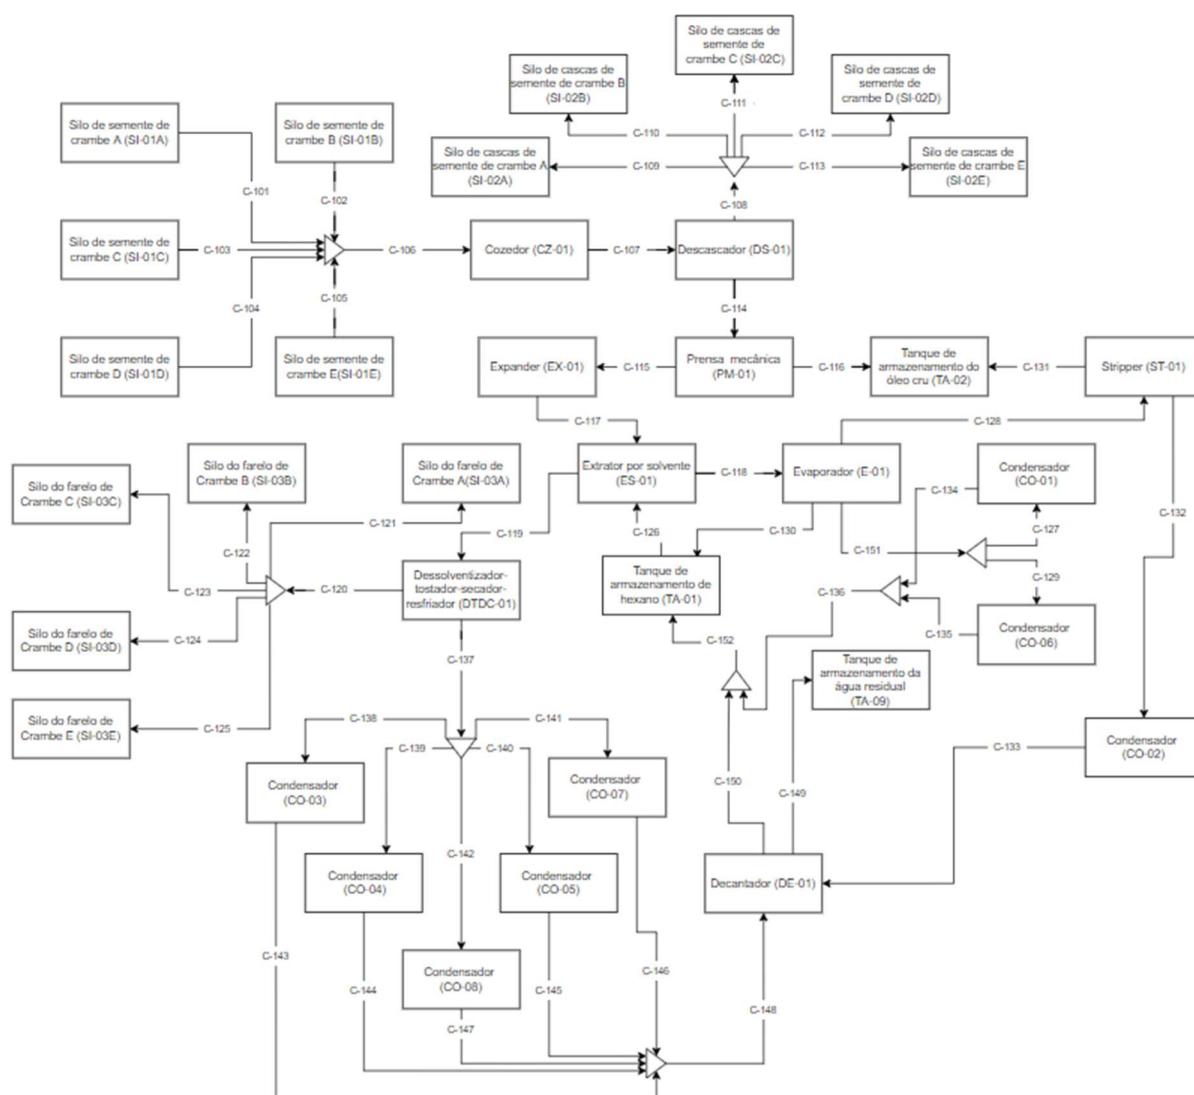 Silo de cascas de
semente de
crambe C (SI-02C)
Silo de cascas de
semente de crambe B
(SI-02B)
Silo de cascas de
semente de
crambe D (SI-02D)
C-111
Silo de semente de
crambe A (SI-01A)
Silo de semente de
crambe B (SI-01B)
C-110
C-112
Silo de cascas de
semente de crambe A
(SI-02A)
C-109
C-113
Silo de cascas de
semente de crambe E
(SI-02E)
C-101
C-102
C-108
Silo de semente de
crambe C (SI-01C)
C-103
C-106
Cozedor (CZ-01)
C-107
Descascador (DS-01)
C-104
C-105
C-114
Silo de semente de
crambe D (SI-01D)
Silo de semente de
crambe E(SI-01E)
Expander (EX-01)
C-115
Prensa mecânica
(PM-01)
C-116
Tanque de
armazenamento do
óleo cru (TA-02)
C-131
Stripper (ST-01)
C-117
C-128
Silo do farelo de
Crambe C (SI-03C)
Silo do farelo de
Crambe B (SI-03B)
Silo do farelo de
Crambe A(SI-03A)
Extrator por solvente
(ES-01)
C-118
Evaporador (E-01)
Condensador
(CO-01)
C-134
C-132
C-121
C-119
C-126
C-130
C-127
C-122
C-151
Dessolventizador-
tostador-secador-
resfriador (DTDC-01)
Tanque de
armazenamento de
hexano (TA-01)
C-129
C-123
C-120
C-136
Silo do farelo de
Crambe D (SI-03D)
C-124
C-135
Condensador
(CO-06)
C-152
C-137
Tanque de
armazenamento da
água residual
(TA-09)
Silo do farelo de
Crambe E (SI-03E)
C-125
C-138
C-141
C-139
C-140
C-133
Condensador
(CO-02)
Condensador
(CO-03)
Condensador
(CO-07)
C-150
C-149
C-142
Condensador
(CO-04)
Condensador
(CO-05)
Decantador (DE-01)
C-143
Condensador
(CO-08)
C-146
C-144
C-145
C-148
C-147